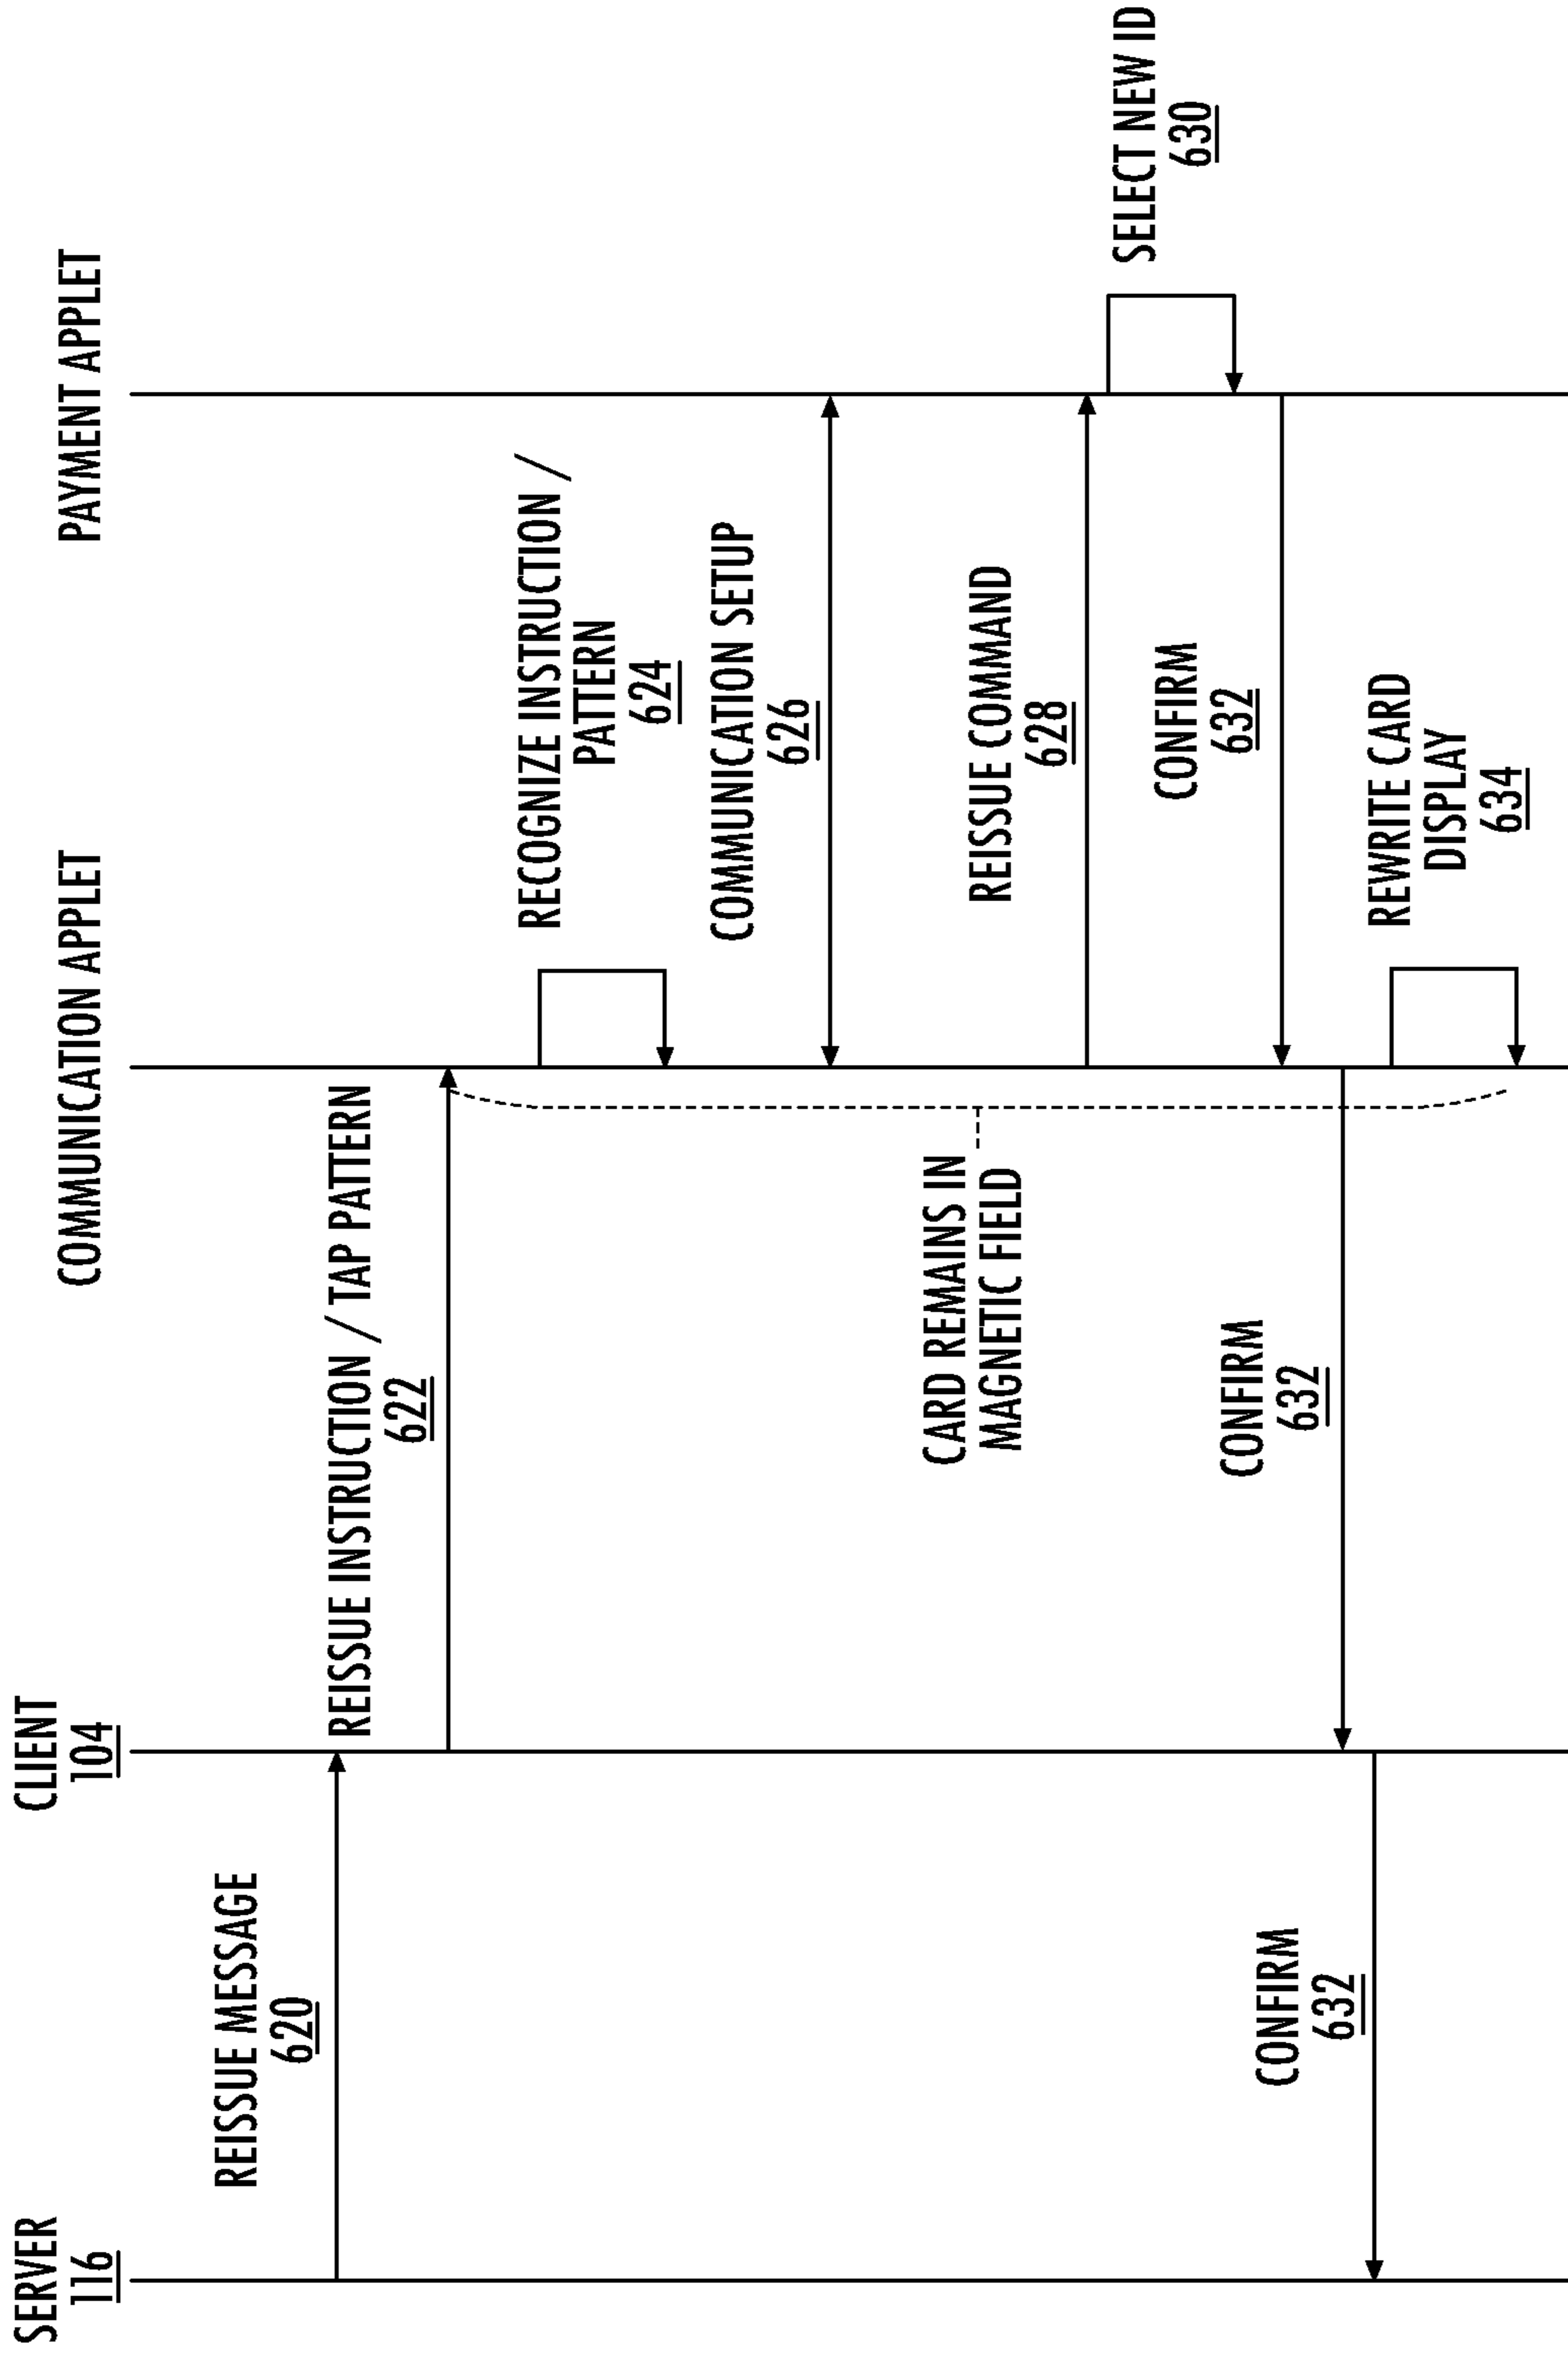 SERVER
116
CLIENT
104
COMMUNICATION APPLET
PAYMENT APPLET
REISSUE MESSAGE
620
REISSUE INSTRUCTION / TAP PATTERN
622
RECOGNIZE INSTRUCTION /
PATTERN
624
COMMUNICATION SETUP
626
CARD REMAINS IN
MAGNETIC FIELD
REISSUE COMMAND
628
SELECT NEW ID
630
CONFIRM
632
CONFIRM
632
CONFIRM
632
REWRITE CARD
DISPLAY
634